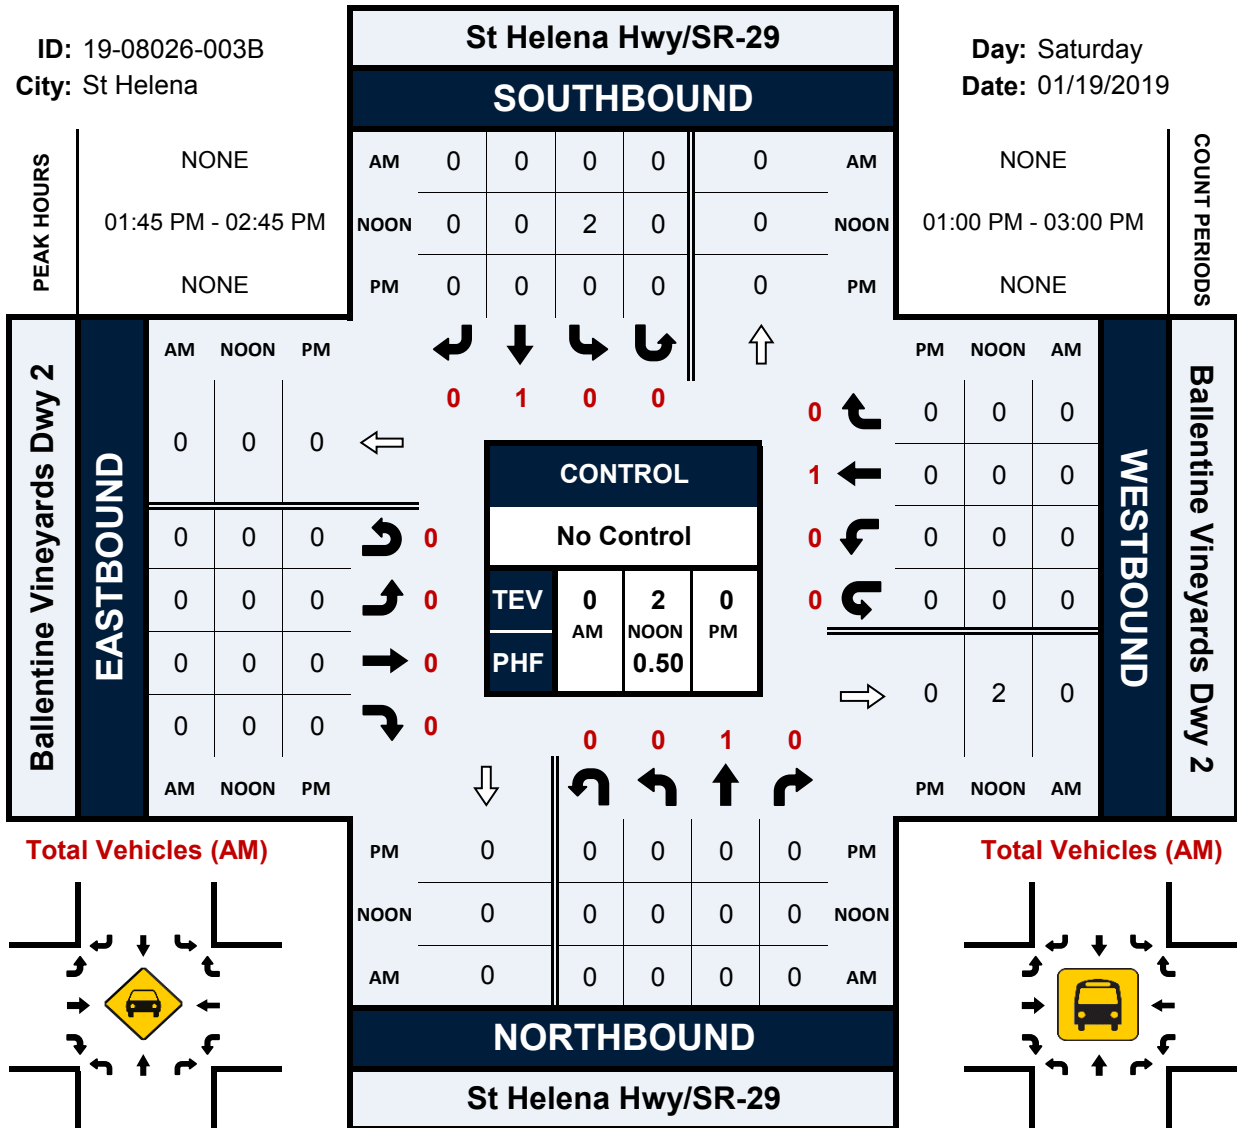 St Helena Hwy/SR-29
ID: 19-08026-003B
Day: Saturday
City: St Helena
Date: 01/19/2019
SOUTHBOUND
PEAK HOURS
NONE
AM 0 0 0 0 0 AM
NONE
COUNT PERIODS
01:45 PM - 02:45 PM
NOON 0 0 2 0 0 NOON
01:00 PM - 03:00 PM
NONE
PM 0 0 0 0 0 PM
NONE
Ballentine Vineyards Dwy 2
EASTBOUND
AM NOON PM
PM NOON AM
WESTBOUND
Ballentine Vineyards Dwy 2
0 1 0 0
0 0 0 0
0 0 0
CONTROL
1 0 0 0
0 0 0 0
No Control
0 0 0 0
0 0 0 0
TEV 0 2 0
0 0 0 0
AM NOON PM
0 0 0 0
PHF 0.50
0 2 0
0 0 0 0
0 0 1 0
AM NOON PM
PM NOON AM
Total Vehicles (AM)
Total Vehicles (AM)
PM 0 0 0 0 0 PM
NOON 0 0 0 0 0 NOON
AM 0 0 0 0 0 AM
NORTHBOUND
St Helena Hwy/SR-29